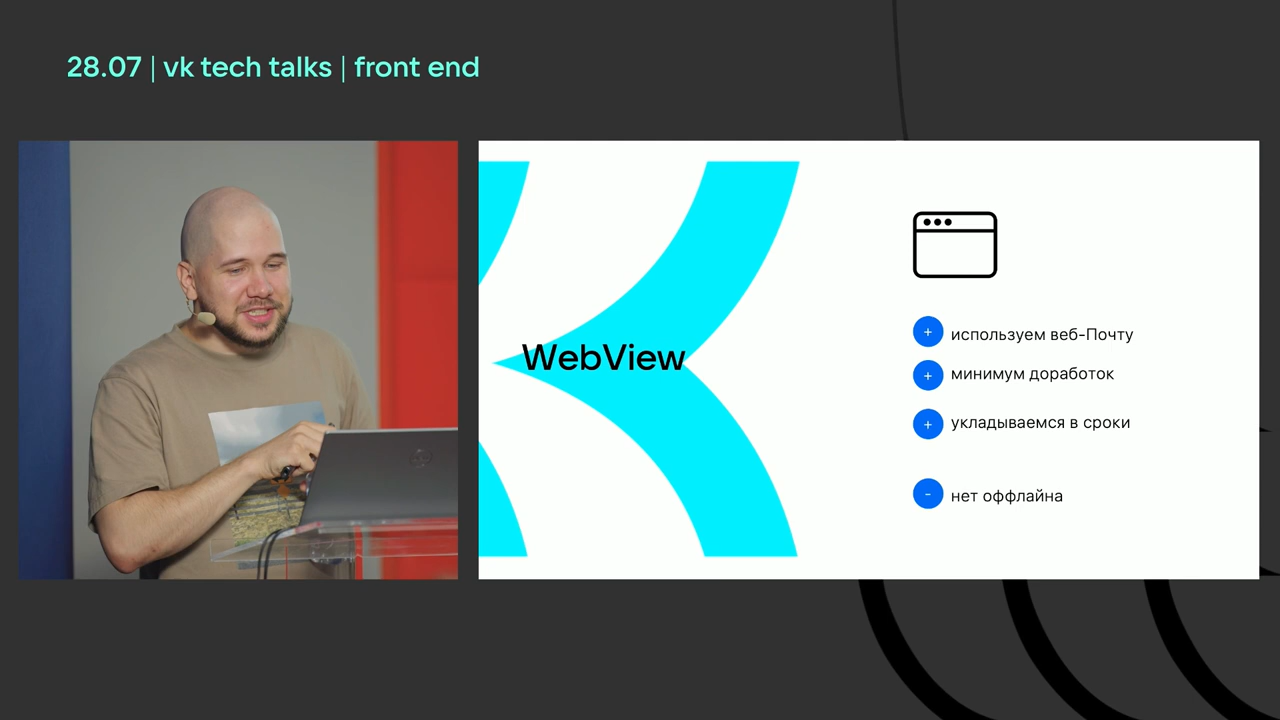 28.07 | vk tech talks | front end
WebView
+ используем веб-Почту
+ минимум доработок
+ укладываемся в сроки
- нет оффлайна